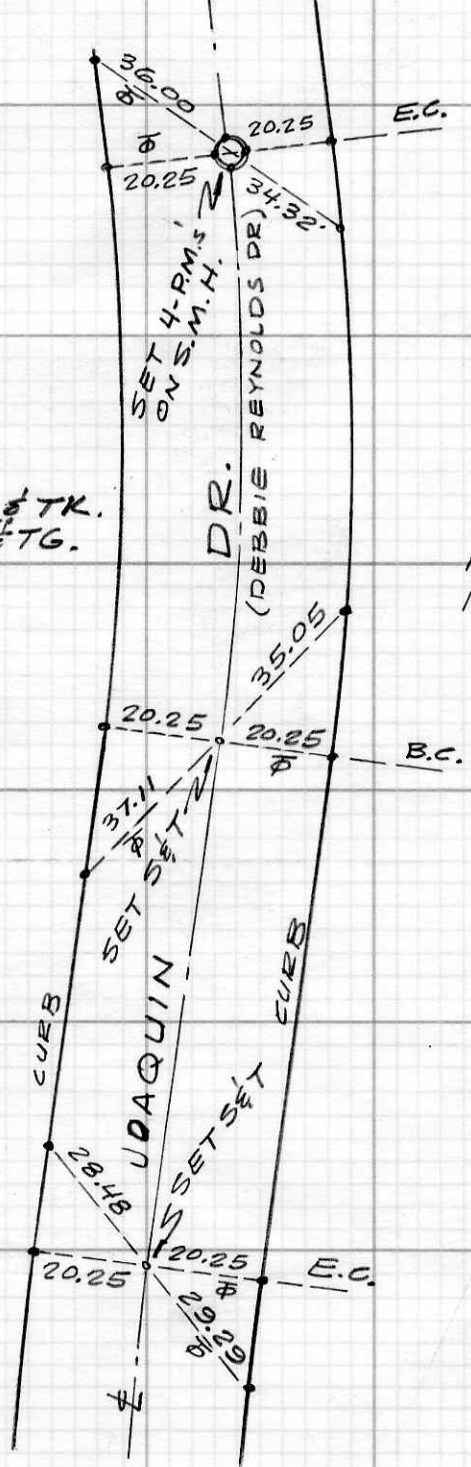 36.00
20.25
E.C.
20.25
34.32
SET 4-P.M.s'
ON S.M.H.
DR.
(DEBBIE REYNOLDS DR)
TK.
TG.
35.05
20.25
20.25
B.C.
37.11
SET S&T
CURB
CURB
JOAQUIN
SET S&T
28.48
20.25
20.25
E.C.
29.29
℄